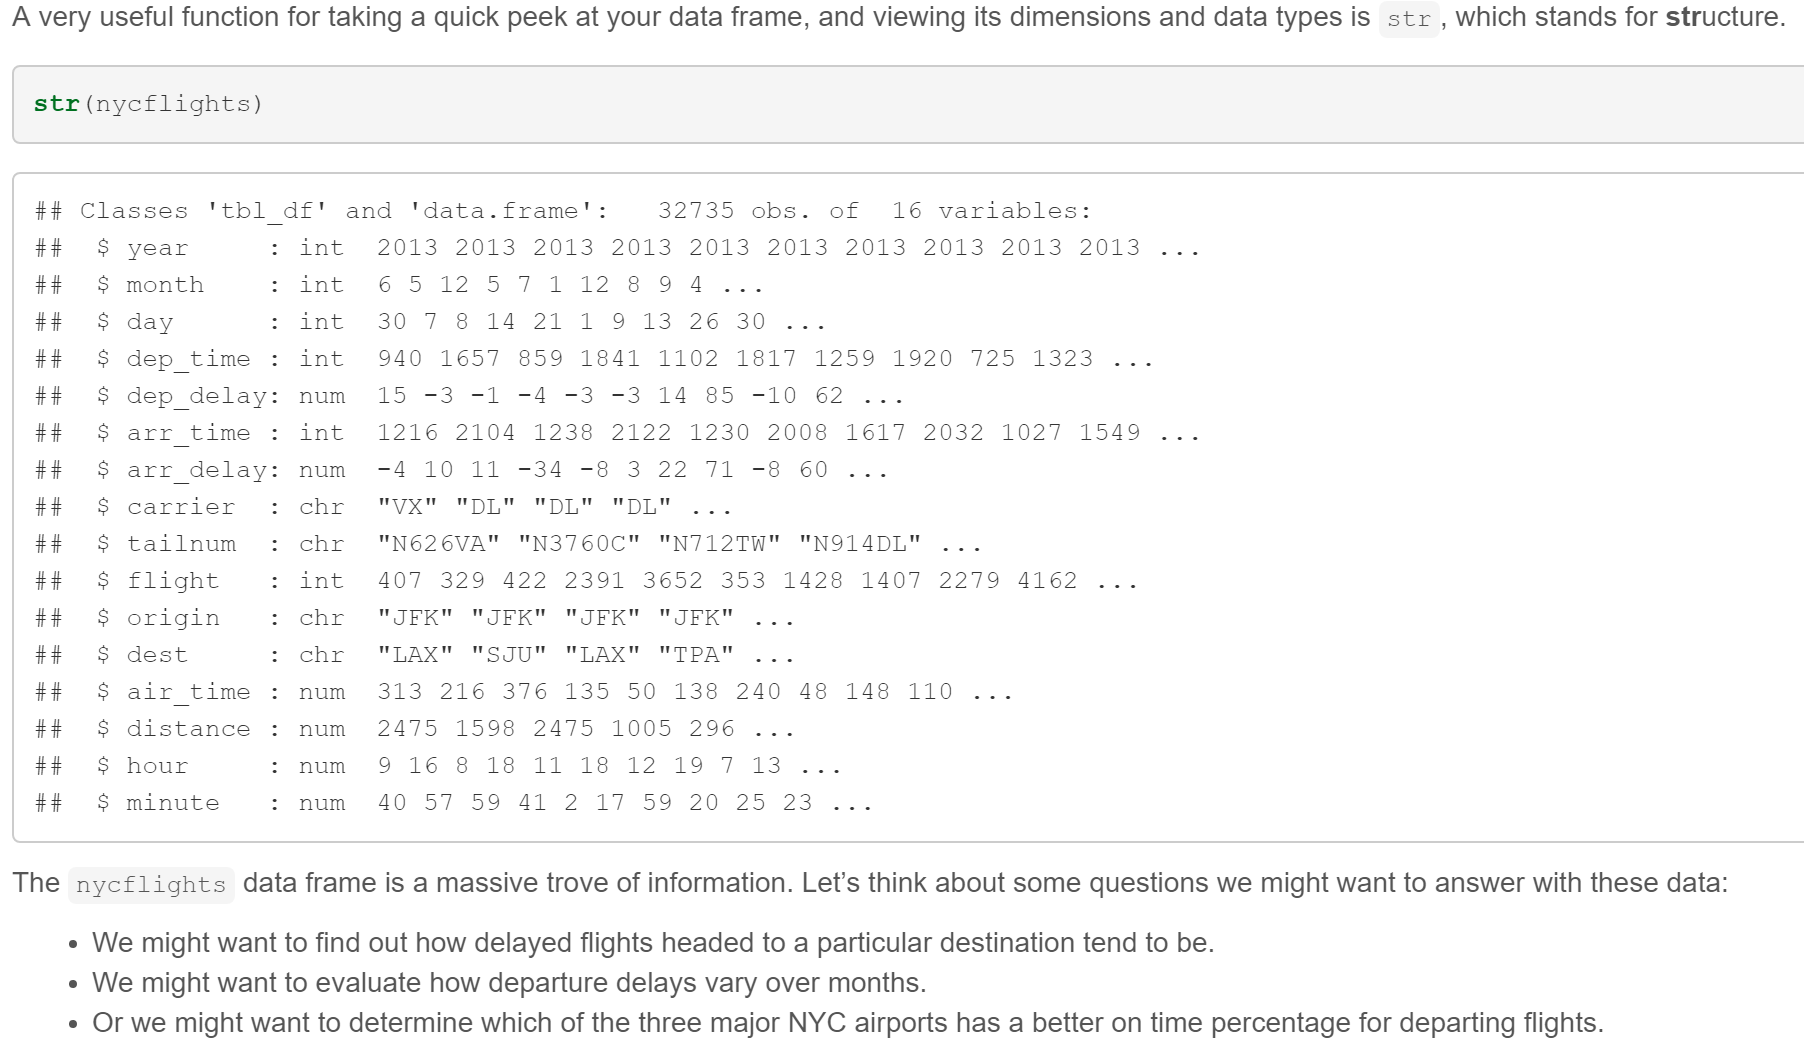 A very useful function for taking a quick peek at your data frame, and viewing its dimensions and data types is str, which stands for structure.
str(nycflights)
## Classes 'tbl_df' and 'data.frame':   32735 obs. of  16 variables:
##  $ year     : int  2013 2013 2013 2013 2013 2013 2013 2013 2013 2013 ...
##  $ month    : int  6 5 12 5 7 1 12 8 9 4 ...
##  $ day      : int  30 7 8 14 21 1 9 13 26 30 ...
##  $ dep_time : int  940 1657 859 1841 1102 1817 1259 1920 725 1323 ...
##  $ dep_delay: num  15 -3 -1 -4 -3 -3 14 85 -10 62 ...
##  $ arr_time : int  1216 2104 1238 2122 1230 2008 1617 2032 1027 1549 ...
##  $ arr_delay: num  -4 10 11 -34 -8 3 22 71 -8 60 ...
##  $ carrier  : chr  "VX" "DL" "DL" "DL" ...
##  $ tailnum  : chr  "N626VA" "N3760C" "N712TW" "N914DL" ...
##  $ flight   : int  407 329 422 2391 3652 353 1428 1407 2279 4162 ...
##  $ origin   : chr  "JFK" "JFK" "JFK" "JFK" ...
##  $ dest     : chr  "LAX" "SJU" "LAX" "TPA" ...
##  $ air_time : num  313 216 376 135 50 138 240 48 148 110 ...
##  $ distance : num  2475 1598 2475 1005 296 ...
##  $ hour     : num  9 16 8 18 11 18 12 19 7 13 ...
##  $ minute   : num  40 57 59 41 2 17 59 20 25 23 ...
The nycflights data frame is a massive trove of information. Let’s think about some questions we might want to answer with these data:
• We might want to find out how delayed flights headed to a particular destination tend to be.
• We might want to evaluate how departure delays vary over months.
• Or we might want to determine which of the three major NYC airports has a better on time percentage for departing flights.